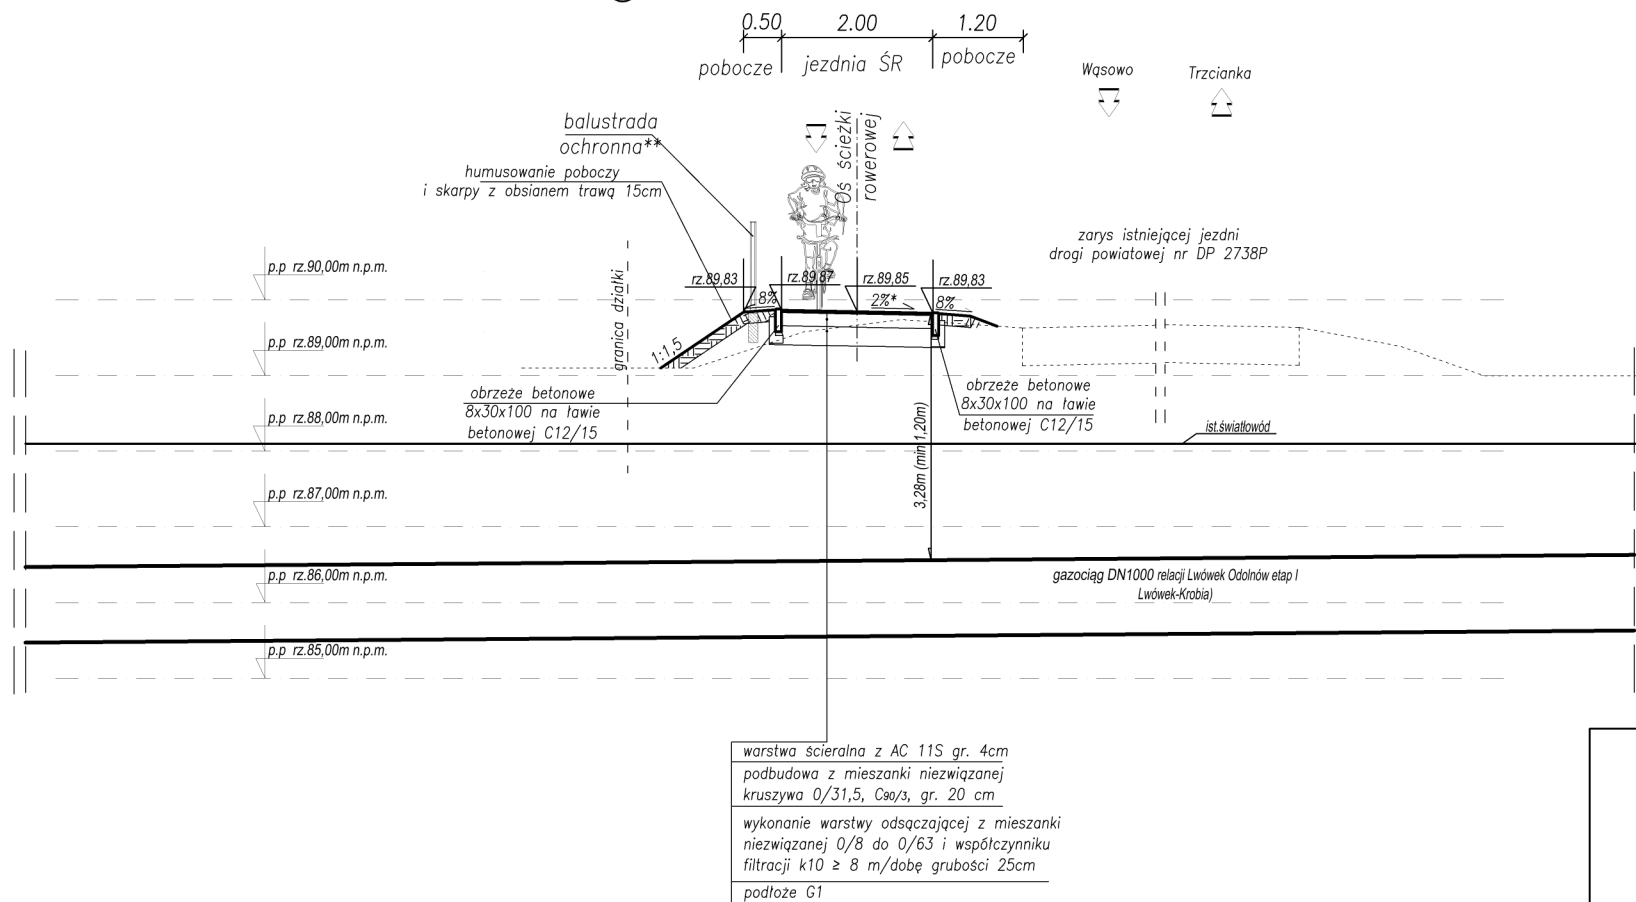 0.50 2.00 1.20
pobocze jezdnia ŚR pobocze
Wąsowo Trzcianka
balustrada
ochronna**
Oś ścieżki
rowerowej
humusowanie poboczy
i skarpy z obsianem trawą 15cm
zarys istniejącej jezdni
drogi powiatowej nr DP 2738P
p.p rz.90,00m n.p.m.
granica działki
rz.89,83 rz.89,87 rz.89,85 rz.89,83
8% 2%* 8%
p.p rz.89,00m n.p.m.
1:1,5
obrzeże betonowe
8x30x100 na ławie
betonowej C12/15
obrzeże betonowe
8x30x100 na ławie
betonowej C12/15
p.p rz.88,00m n.p.m.
ist.światłowód
3,28m (min 1,20m)
p.p rz.87,00m n.p.m.
p.p rz.86,00m n.p.m.
gazociąg DN1000 relacji Lwówek Odolnów etap I
Lwówek-Krobia)
p.p rz.85,00m n.p.m.
warstwa ścieralna z AC 11S gr. 4cm
podbudowa z mieszanki niezwiązanej
kruszywa 0/31,5, C90/3, gr. 20 cm
wykonanie warstwy odsączającej z mieszanki
niezwiązanej 0/8 do 0/63 i współczynniku
filtracji k10 ≥ 8 m/dobę grubości 25cm
podłoże G1